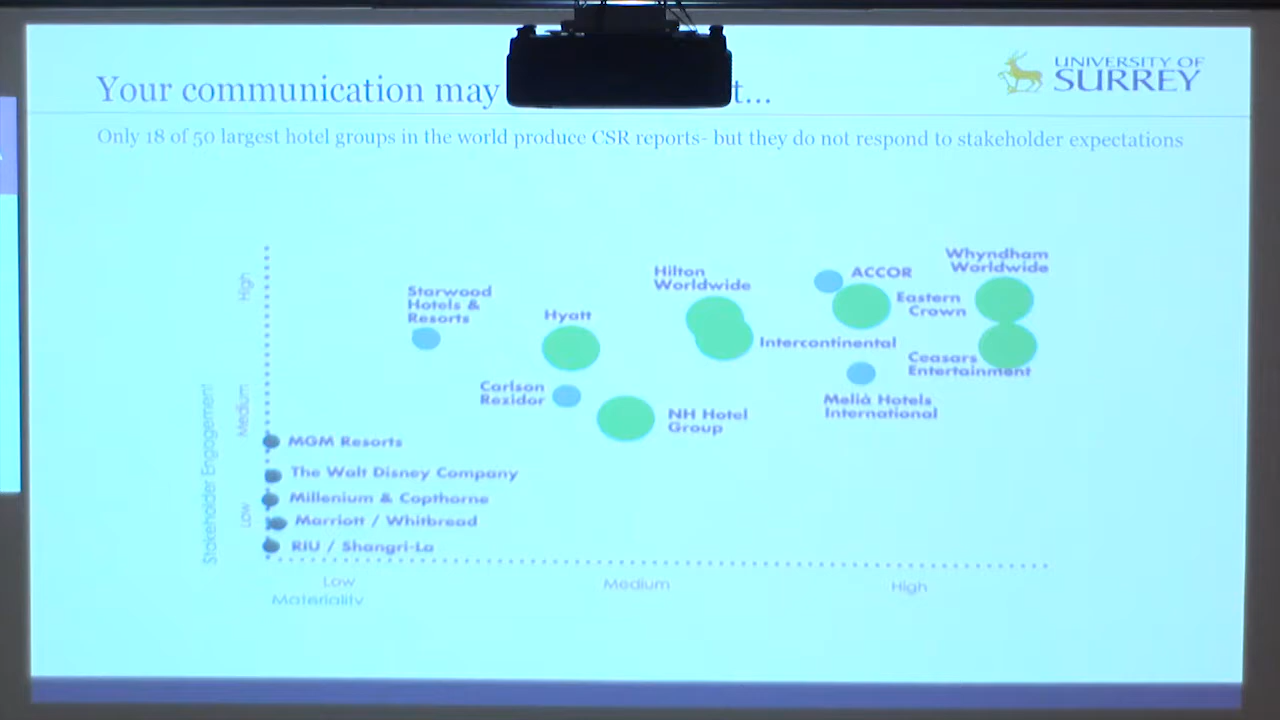 Your communication may t...
UNIVERSITY OF
SURREY
Only 18 of 50 largest hotel groups in the world produce CSR reports- but they do not respond to stakeholder expectations
Whyndham
Worldwide
Hilton
Worldwide
ACCOR
Starwood
Hotels &
Resorts
Eastern
Crown
Hyatt
Intercontinental
Ceasars
Entertainment
Carlson
Rezidor
Meliá Hotels
International
NH Hotel
Group
MGM Resorts
The Walt Disney Company
Millenium & Copthorne
Marriott / Whitbread
RIU / Shangri-La
Stakeholder Engagement
High
Medium
Low
Low
Medium
High
Materiality